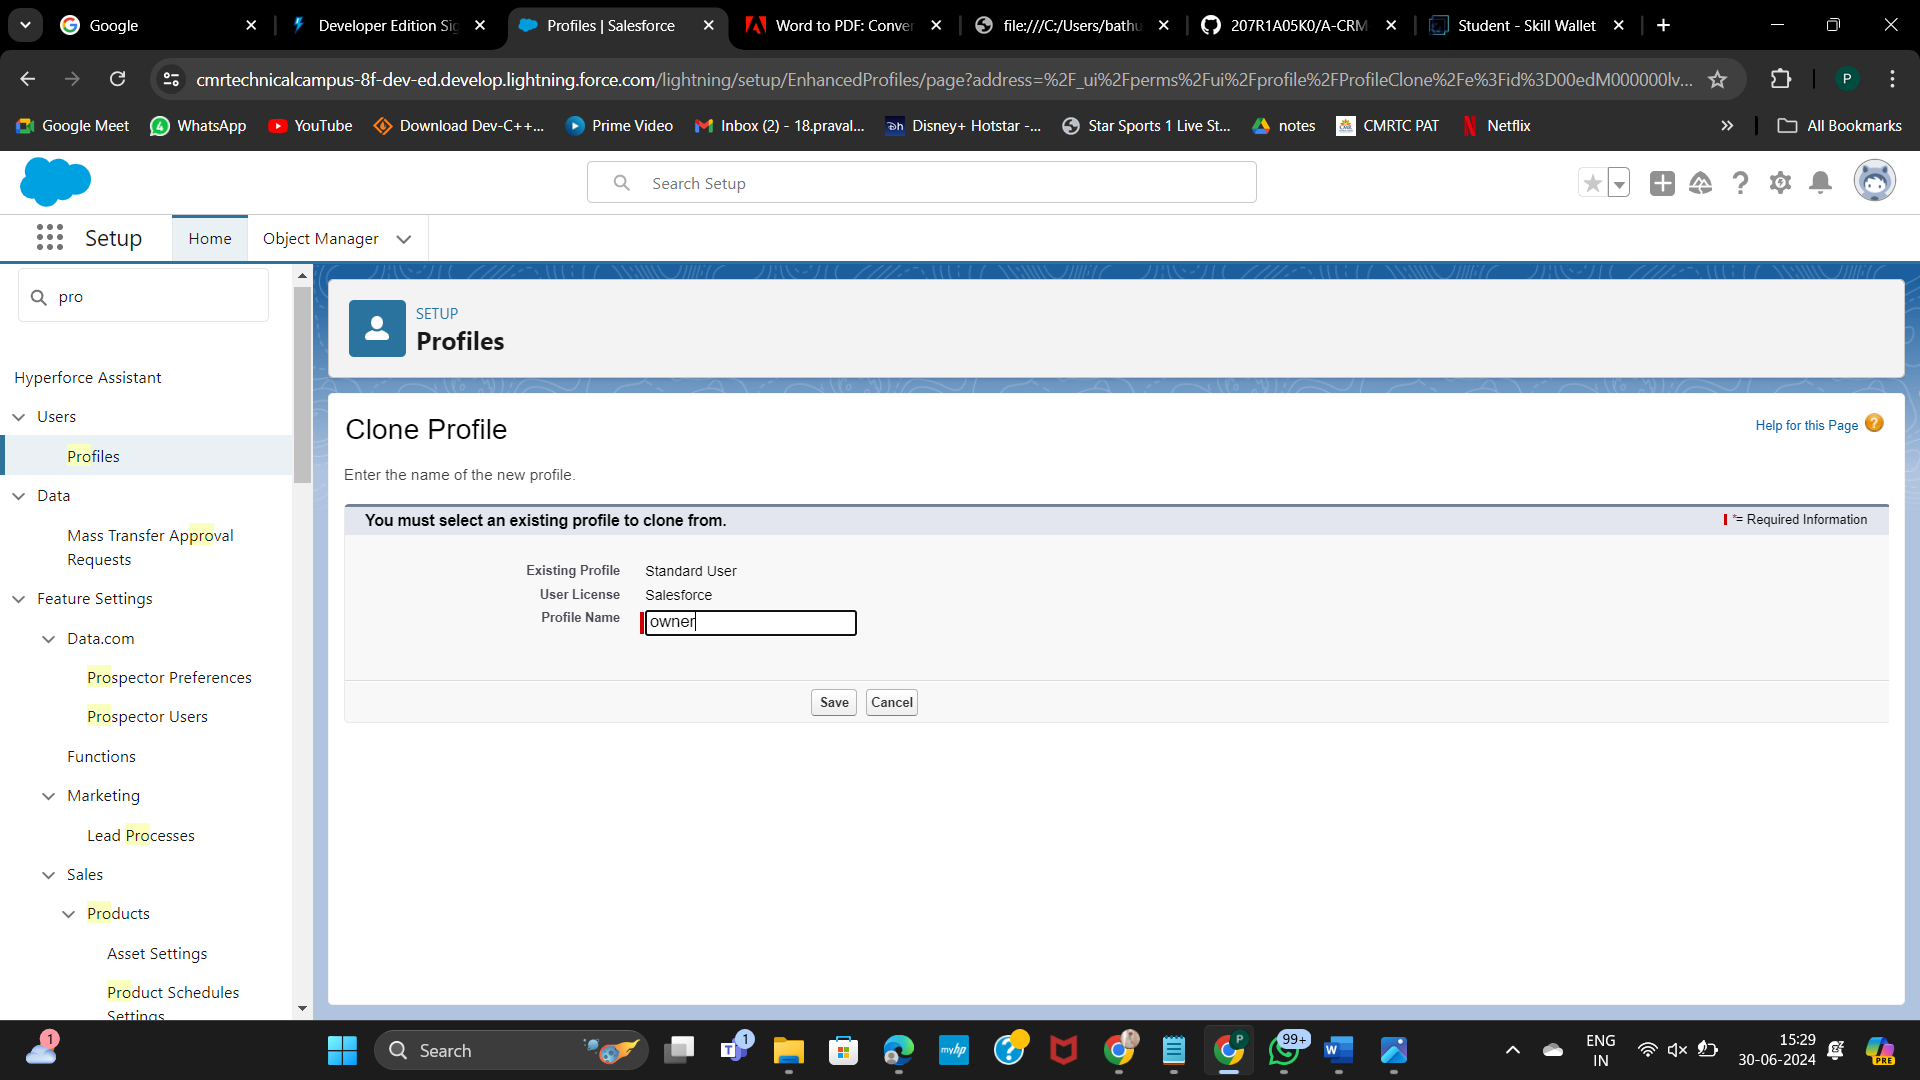 Google
Developer Edition Sig
Profiles | Salesforce
Word to PDF: Conver
file:///C:/Users/bathu
207R1A05K0/A-CRM
Student - Skill Wallet
cmrtechnicalcampus-8f-dev-ed.develop.lightning.force.com/lightning/setup/EnhancedProfiles/page?address=%2F_ui%2Fperms%2Fui%2Fprofile%2FProfileClone%2Fe%3Fid%3D00edM000000lv...
P
Google Meet
WhatsApp
YouTube
Download Dev-C++...
Prime Video
Inbox (2) - 18.praval...
Disney+ Hotstar -...
Star Sports 1 Live St...
notes
CMRTC PAT
Netflix
All Bookmarks
Search Setup
Setup
Home
Object Manager
pro
Hyperforce Assistant
Users
Profiles
Data
Mass Transfer Approval
Requests
Feature Settings
Data.com
Prospector Preferences
Prospector Users
Functions
Marketing
Lead Processes
Sales
Products
Asset Settings
Product Schedules
Settings
SETUP
Profiles
Clone Profile
Help for this Page ?
Enter the name of the new profile.
You must select an existing profile to clone from.
*= Required Information
Existing Profile Standard User
User License Salesforce
Profile Name owner
Save
Cancel
1
Search
1
myhp
P
99+
ENG
IN
15:29
30-06-2024
PRE